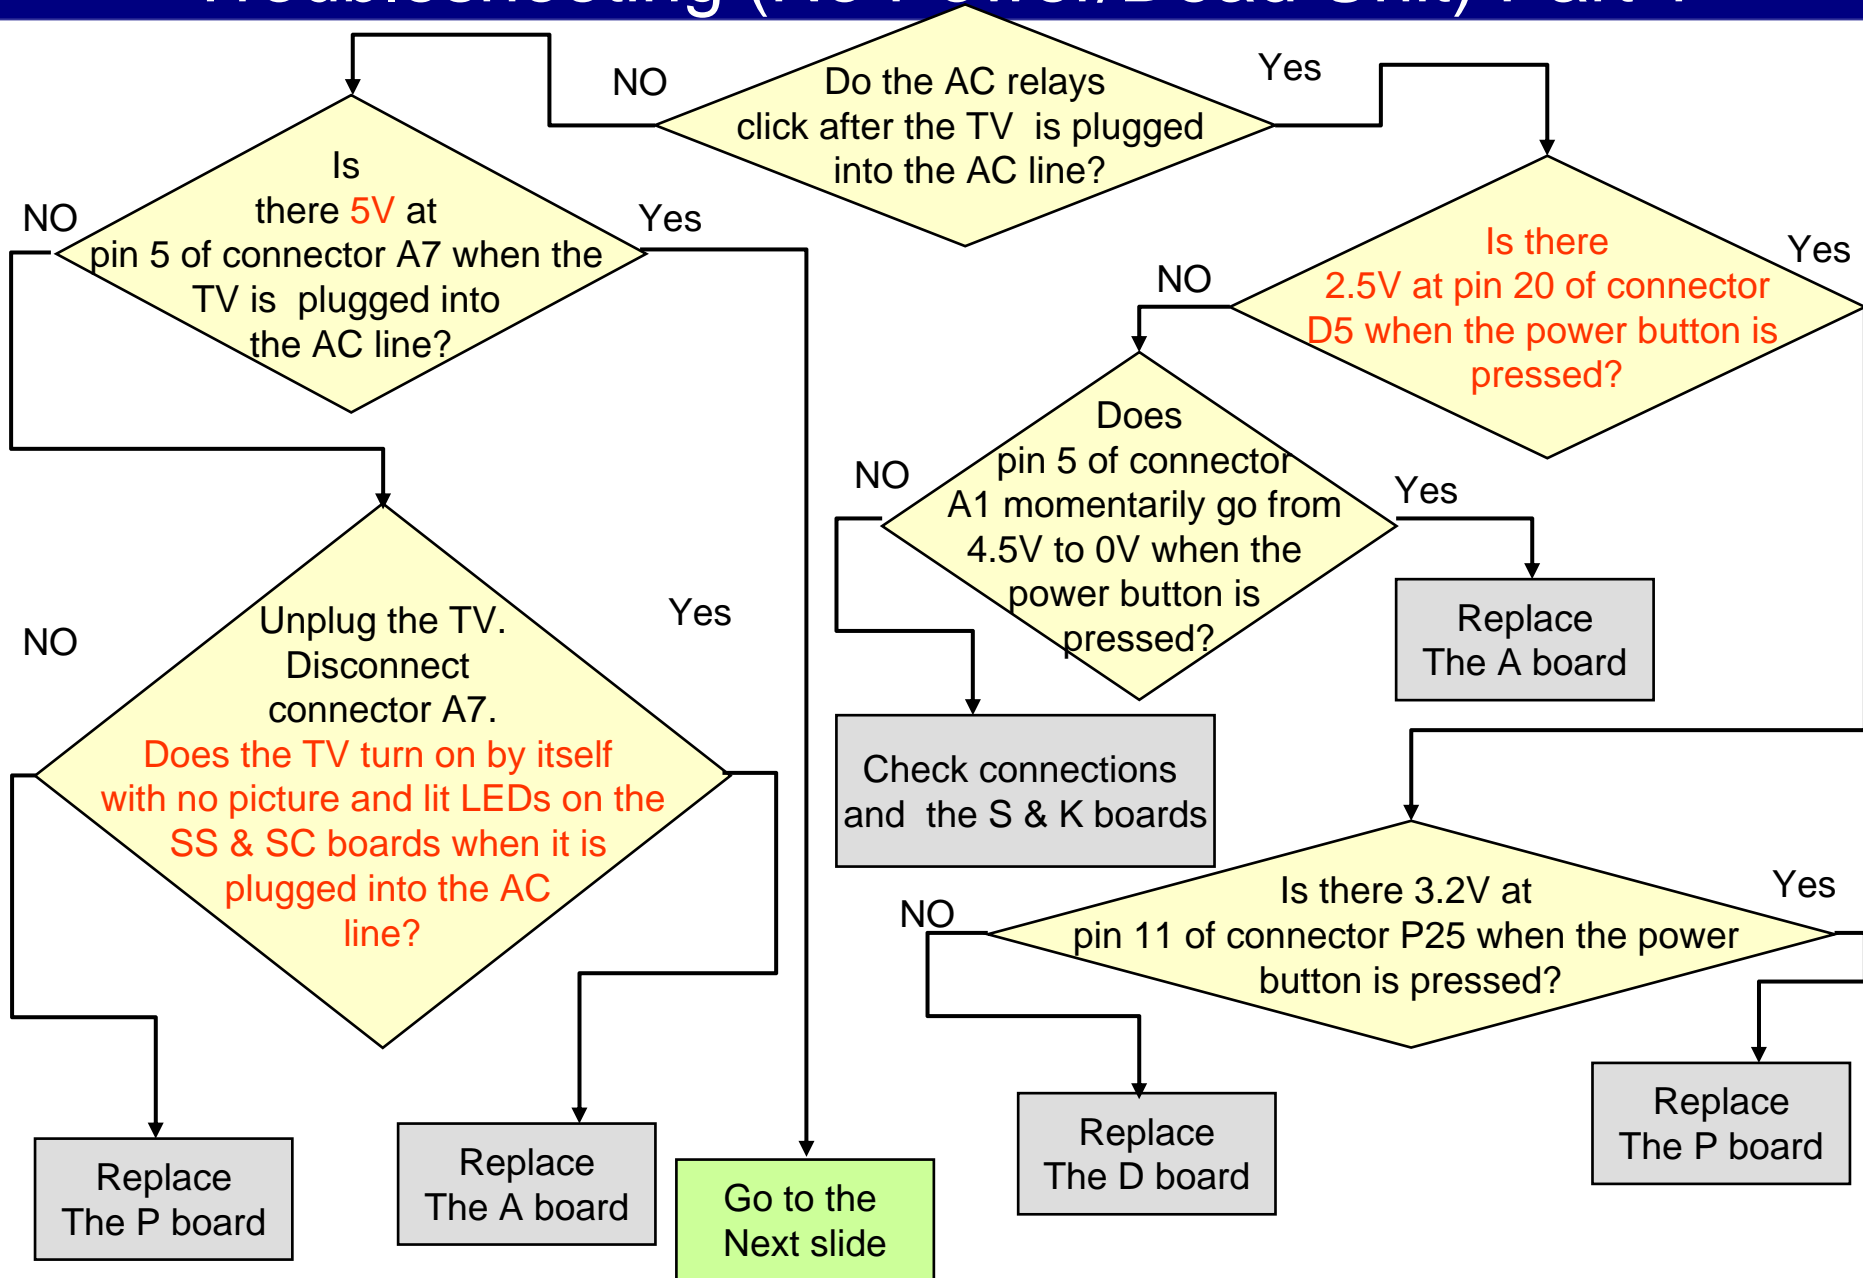 Troubleshooting (No Power/Dead Unit) Part 1
NO
Do the AC relays
click after the TV is plugged
into the AC line?
Yes
NO
Is
there 5V at
pin 5 of connector A7 when the
TV is plugged into
the AC line?
Yes
NO
Is there
2.5V at pin 20 of connector
D5 when the power button is
pressed?
Yes
NO
Does
pin 5 of connector
A1 momentarily go from
4.5V to 0V when the
power button is
pressed?
Yes
Replace
The A board
Check connections
and the S & K boards
NO
Unplug the TV.
Disconnect
connector A7.
Does the TV turn on by itself
with no picture and lit LEDs on the
SS & SC boards when it is
plugged into the AC
line?
Yes
NO
Is there 3.2V at
pin 11 of connector P25 when the power
button is pressed?
Yes
Replace
The P board
Replace
The A board
Go to the
Next slide
Replace
The D board
Replace
The P board